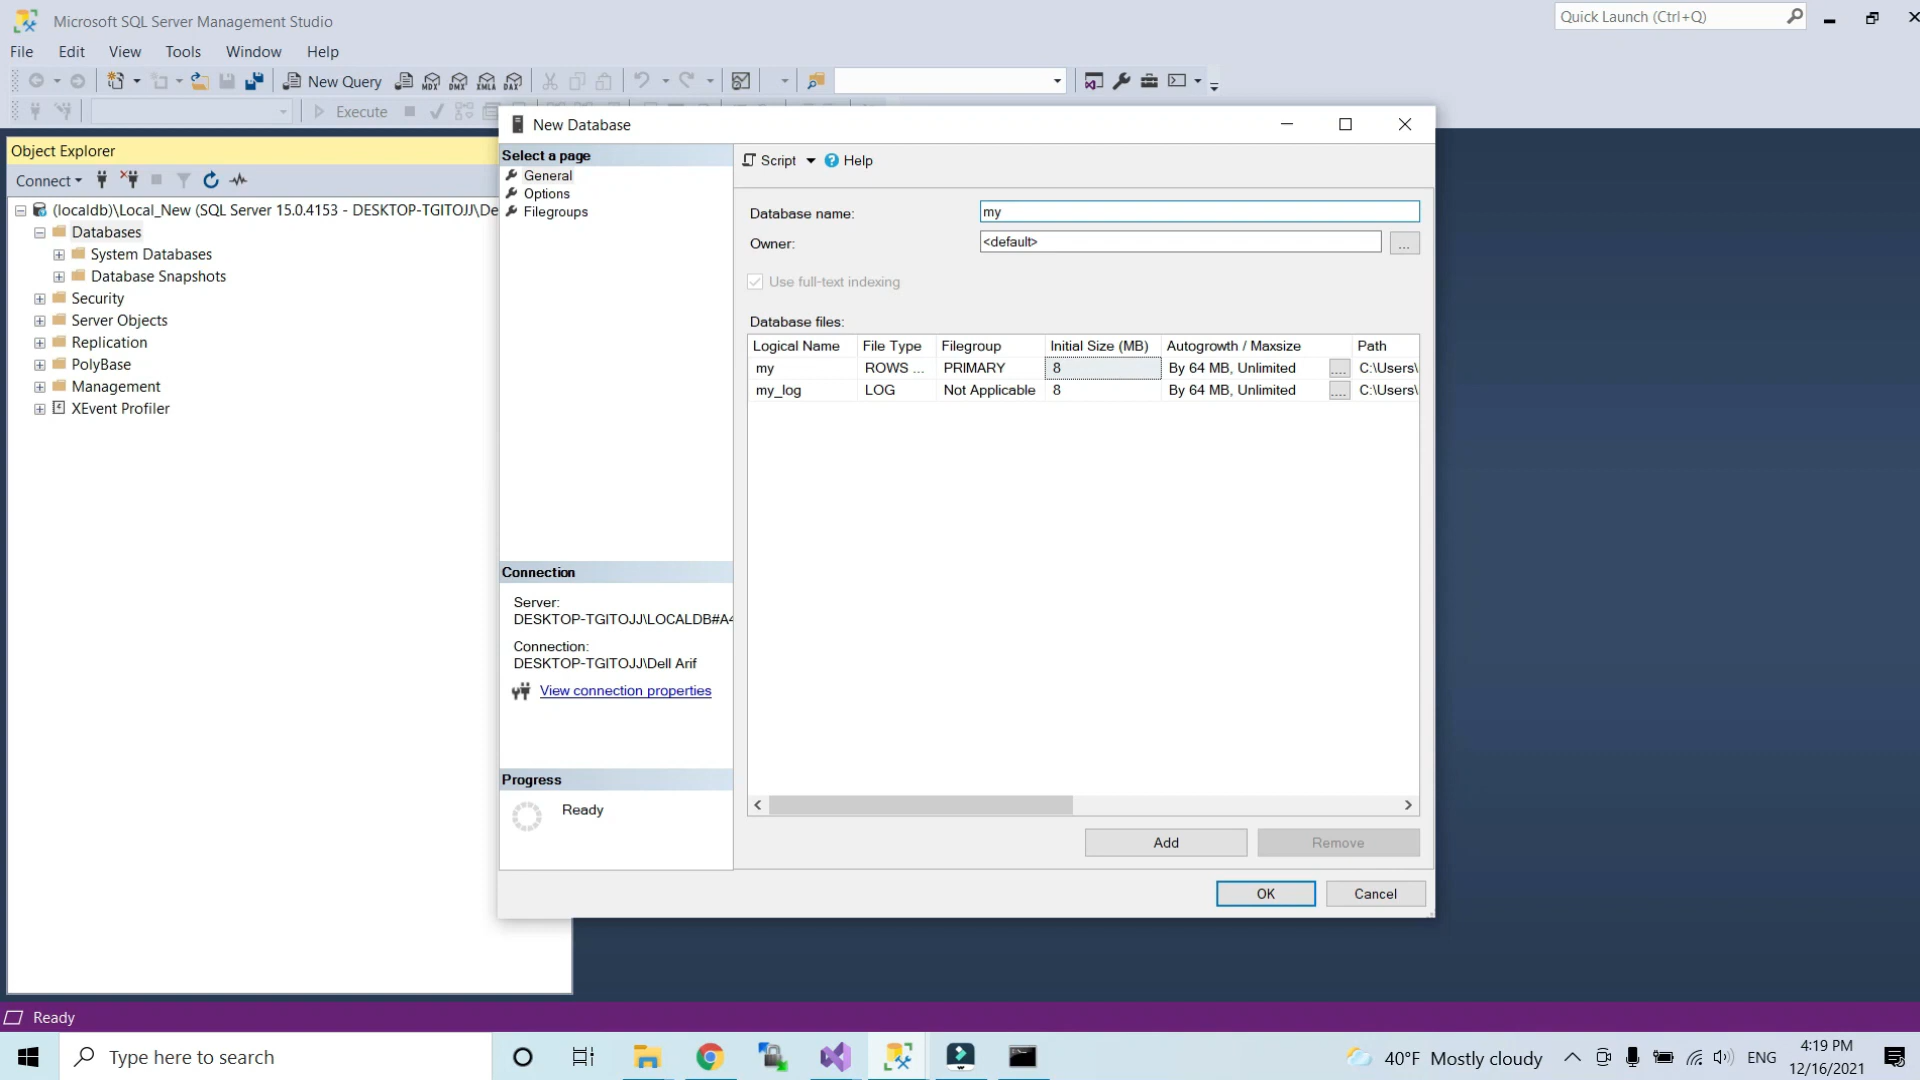 Microsoft SQL Server Management Studio
Quick Launch (Ctrl+Q)
File Edit View Tools Window Help
New Query MDX DMX XMLA DAX
Execute
Object Explorer
Connect
(localdb)\Local_New (SQL Server 15.0.4153 - DESKTOP-TGITOJJ\De
Databases
System Databases
Database Snapshots
Security
Server Objects
Replication
PolyBase
Management
XEvent Profiler
New Database
Select a page
General
Options
Filegroups
Script Help
Database name: my
Owner: <default> ...
Use full-text indexing
Database files:
Logical Name File Type Filegroup Initial Size (MB) Autogrowth / Maxsize Path
my ROWS ... PRIMARY 8 By 64 MB, Unlimited .... C:\Users\
my_log LOG Not Applicable 8 By 64 MB, Unlimited .... C:\Users\
Connection
Server:
DESKTOP-TGITOJJ\LOCALDB#A4
Connection:
DESKTOP-TGITOJJ\Dell Arif
View connection properties
Progress
Ready
Add Remove
OK Cancel
Ready
Type here to search
40°F Mostly cloudy
ENG
4:19 PM
12/16/2021